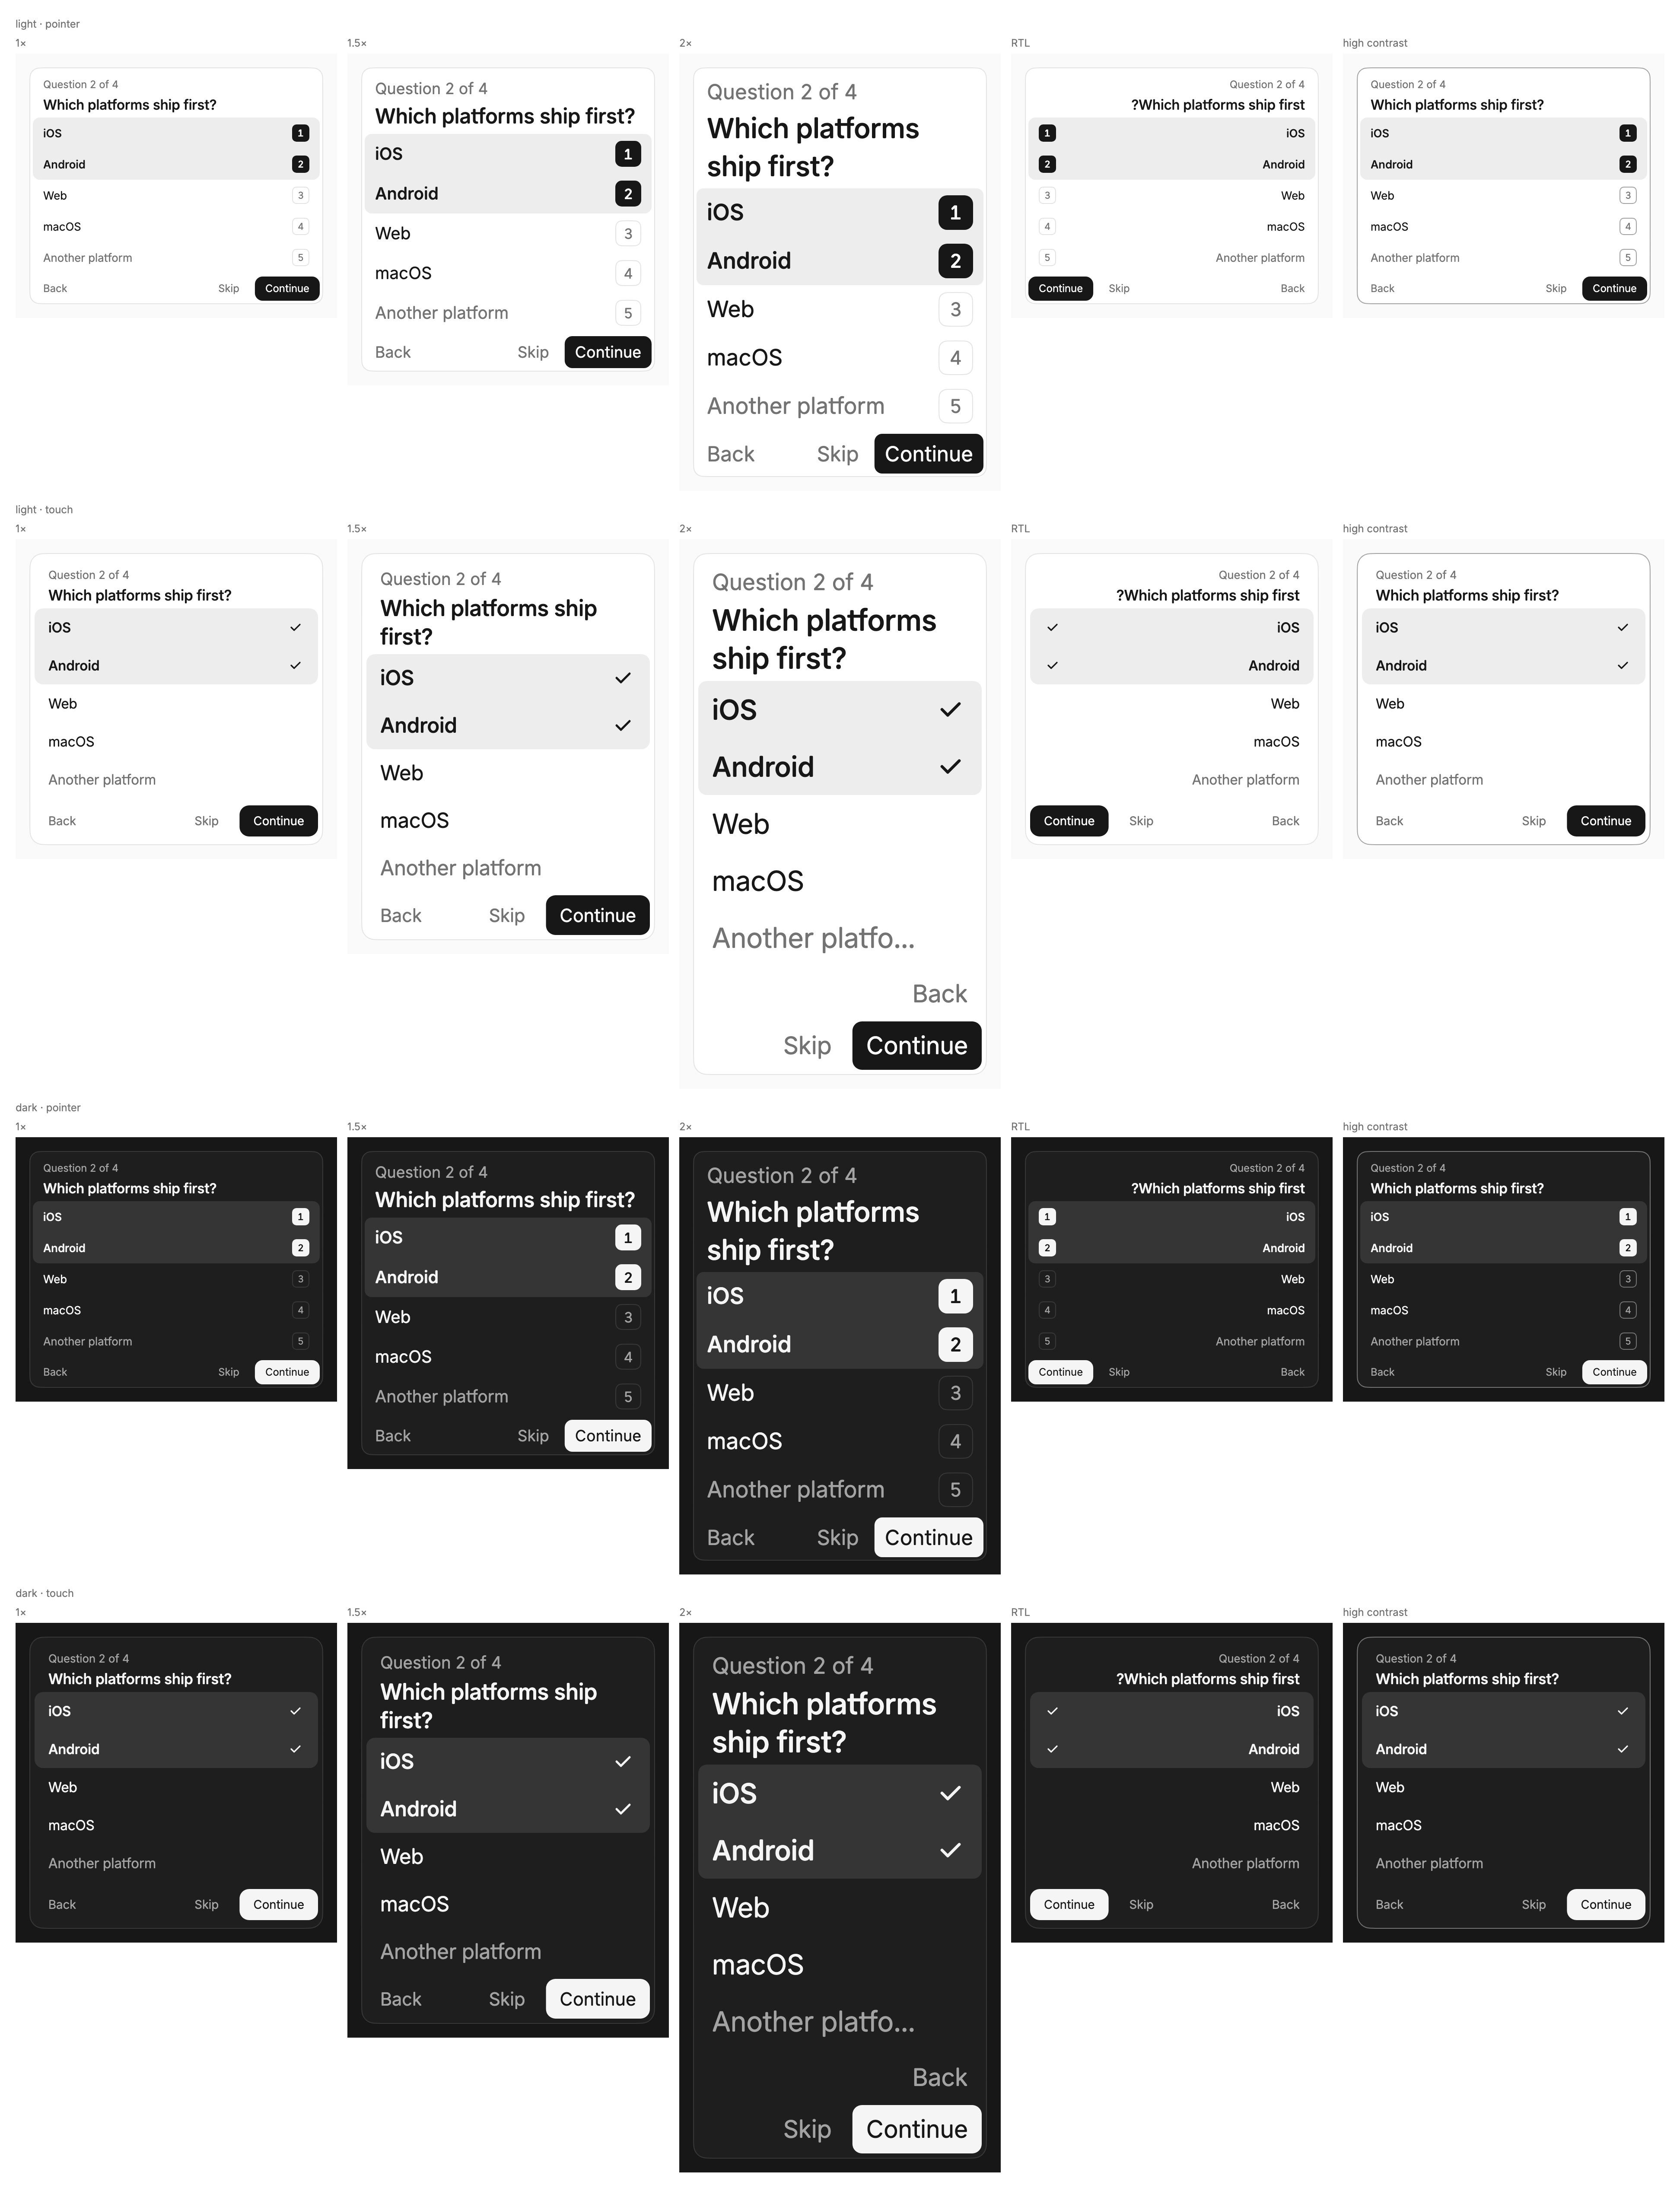 light · pointer
1×
Question 2 of 4
Which platforms ship first?
iOS 1
Android 2
Web 3
macOS 4
Another platform 5
Back Skip Continue
1.5×
Question 2 of 4
Which platforms ship first?
iOS 1
Android 2
Web 3
macOS 4
Another platform 5
Back Skip Continue
2×
Question 2 of 4
Which platforms
ship first?
iOS 1
Android 2
Web 3
macOS 4
Another platform 5
Back Skip Continue
RTL
Question 2 of 4
?Which platforms ship first
1 iOS
2 Android
3 Web
4 macOS
5 Another platform
Continue Skip Back
high contrast
Question 2 of 4
Which platforms ship first?
iOS 1
Android 2
Web 3
macOS 4
Another platform 5
Back Skip Continue
light · touch
1×
Question 2 of 4
Which platforms ship first?
iOS
Android
Web
macOS
Another platform
Back Skip Continue
1.5×
Question 2 of 4
Which platforms ship
first?
iOS
Android
Web
macOS
Another platform
Back Skip Continue
2×
Question 2 of 4
Which platforms
ship first?
iOS
Android
Web
macOS
Another platfo...
Back
Skip Continue
RTL
Question 2 of 4
?Which platforms ship first
iOS
Android
Web
macOS
Another platform
Continue Skip Back
high contrast
Question 2 of 4
Which platforms ship first?
iOS
Android
Web
macOS
Another platform
Back Skip Continue
dark · pointer
1×
Question 2 of 4
Which platforms ship first?
iOS 1
Android 2
Web 3
macOS 4
Another platform 5
Back Skip Continue
1.5×
Question 2 of 4
Which platforms ship first?
iOS 1
Android 2
Web 3
macOS 4
Another platform 5
Back Skip Continue
2×
Question 2 of 4
Which platforms
ship first?
iOS 1
Android 2
Web 3
macOS 4
Another platform 5
Back Skip Continue
RTL
Question 2 of 4
?Which platforms ship first
1 iOS
2 Android
3 Web
4 macOS
5 Another platform
Continue Skip Back
high contrast
Question 2 of 4
Which platforms ship first?
iOS 1
Android 2
Web 3
macOS 4
Another platform 5
Back Skip Continue
dark · touch
1×
Question 2 of 4
Which platforms ship first?
iOS
Android
Web
macOS
Another platform
Back Skip Continue
1.5×
Question 2 of 4
Which platforms ship
first?
iOS
Android
Web
macOS
Another platform
Back Skip Continue
2×
Question 2 of 4
Which platforms
ship first?
iOS
Android
Web
macOS
Another platfo...
Back
Skip Continue
RTL
Question 2 of 4
?Which platforms ship first
iOS
Android
Web
macOS
Another platform
Continue Skip Back
high contrast
Question 2 of 4
Which platforms ship first?
iOS
Android
Web
macOS
Another platform
Back Skip Continue